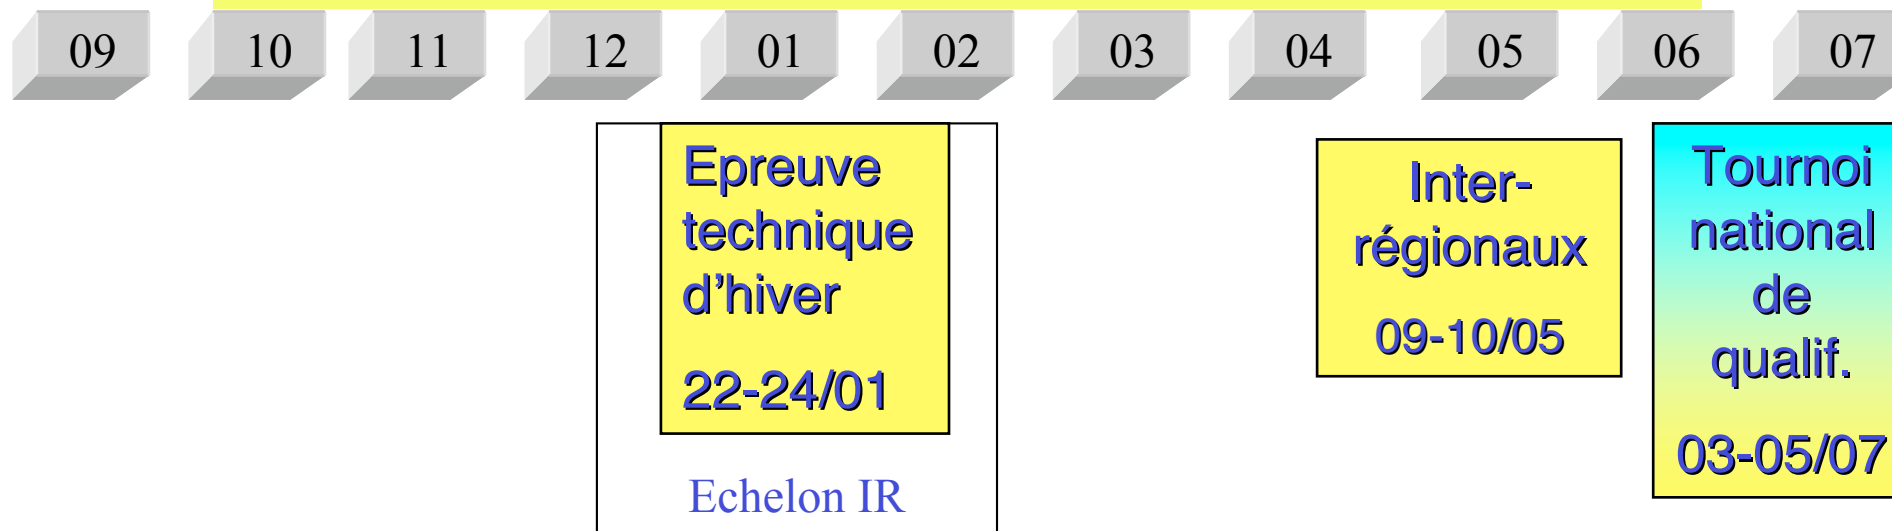 09 10 11 12 01 02 03 04 05 06 07
Epreuve
technique
d'hiver
22-24/01
Echelon IR
Inter-
régionaux
09-10/05
Tournoi
national
de
qualif.
03-05/07